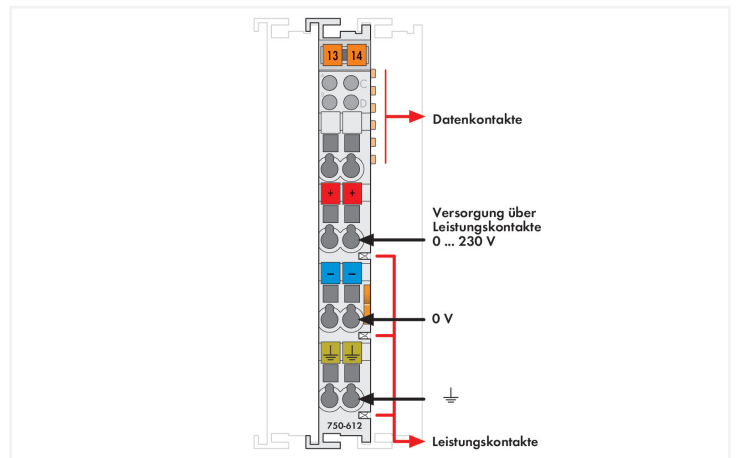 13 14
C
D
Datenkontakte
+ +
Versorgung über
Leistungskontakte
0 ... 230 V
– –
0 V
750-612
Leistungskontakte